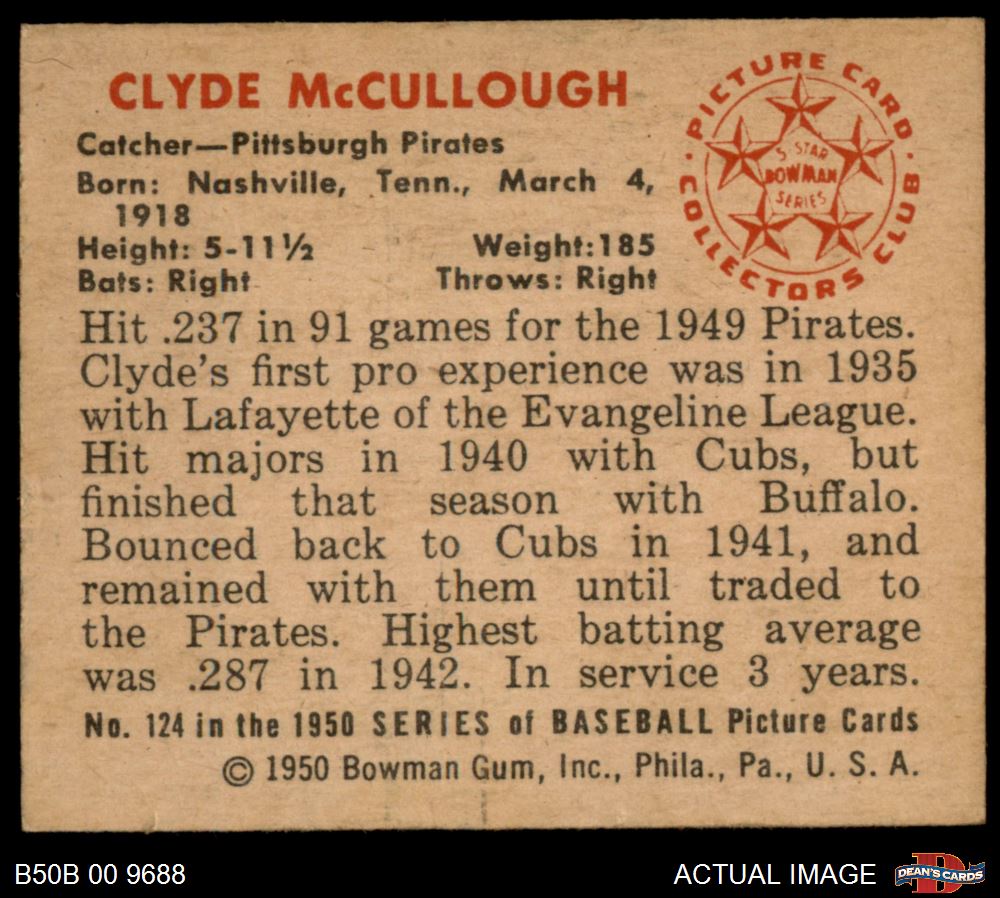 CLYDE McCULLOUGH
Catcher—Pittsburgh Pirates
Born: Nashville, Tenn., March 4,
1918
Height: 5-11½ Weight:185
Bats: Right Throws: Right
PICTURE CARD
COLLECTORS CLUB
5-STAR
BOWMAN
SERIES
Hit .237 in 91 games for the 1949 Pirates.
Clyde's first pro experience was in 1935
with Lafayette of the Evangeline League.
Hit majors in 1940 with Cubs, but
finished that season with Buffalo.
Bounced back to Cubs in 1941, and
remained with them until traded to
the Pirates. Highest batting average
was .287 in 1942. In service 3 years.
No. 124 in the 1950 SERIES of BASEBALL Picture Cards
© 1950 Bowman Gum, Inc., Phila., Pa., U. S. A.
B50B 00 9688
ACTUAL IMAGE
D
DEAN'S CARDS